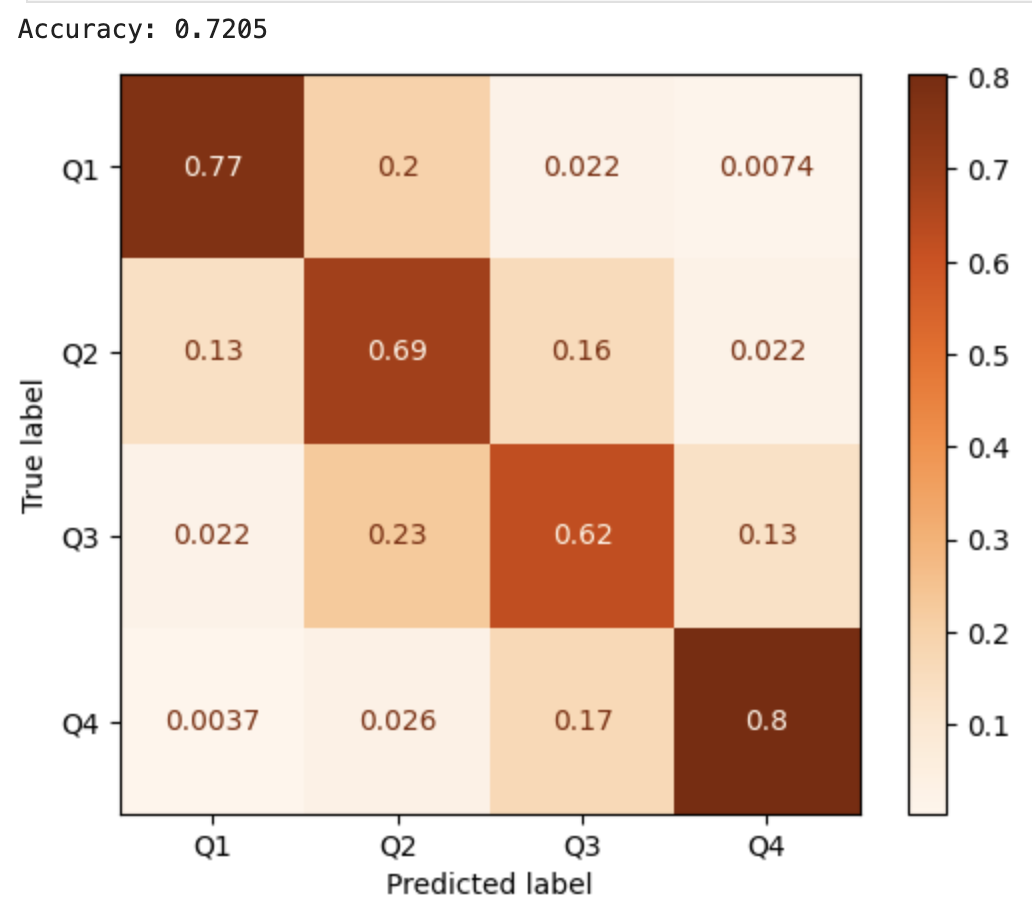 Accuracy: 0.7205
0.8
Q1 0.77 0.2 0.022 0.0074
0.7
0.6
Q2 0.13 0.69 0.16 0.022
0.5
True label
0.4
Q3 0.022 0.23 0.62 0.13
0.3
0.2
Q4 0.0037 0.026 0.17 0.8
0.1
Q1 Q2 Q3 Q4
Predicted label